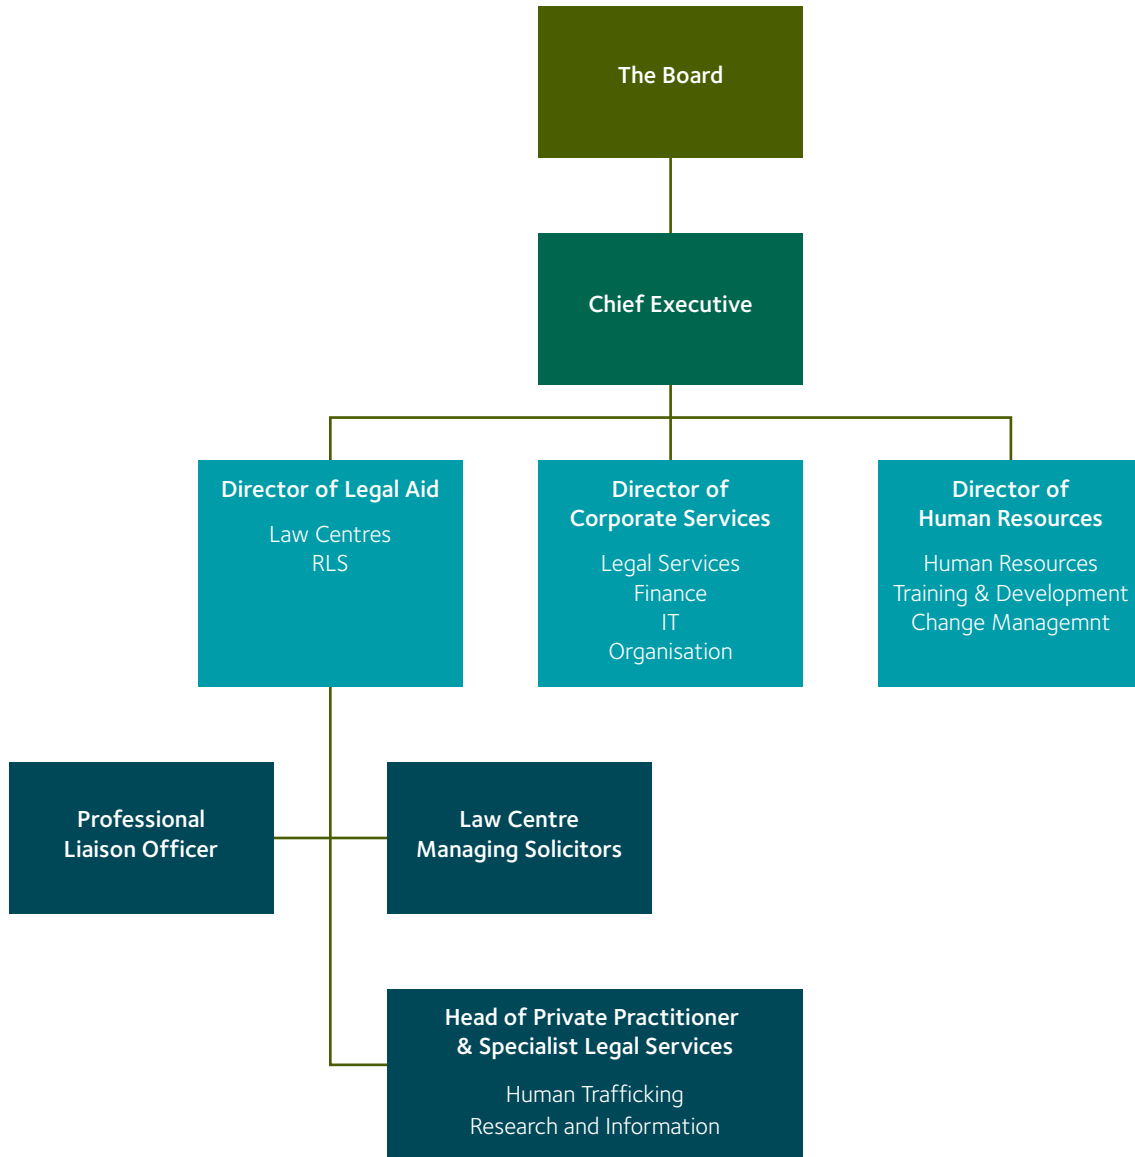 The Board
Chief Executive
Director of Legal Aid
Law Centres
RLS
Director of
Corporate Services
Legal Services
Finance
IT
Organisation
Director of
Human Resources
Human Resources
Training & Development
Change Managemnt
Professional
Liaison Officer
Law Centre
Managing Solicitors
Head of Private Practitioner
& Specialist Legal Services
Human Trafficking
Research and Information